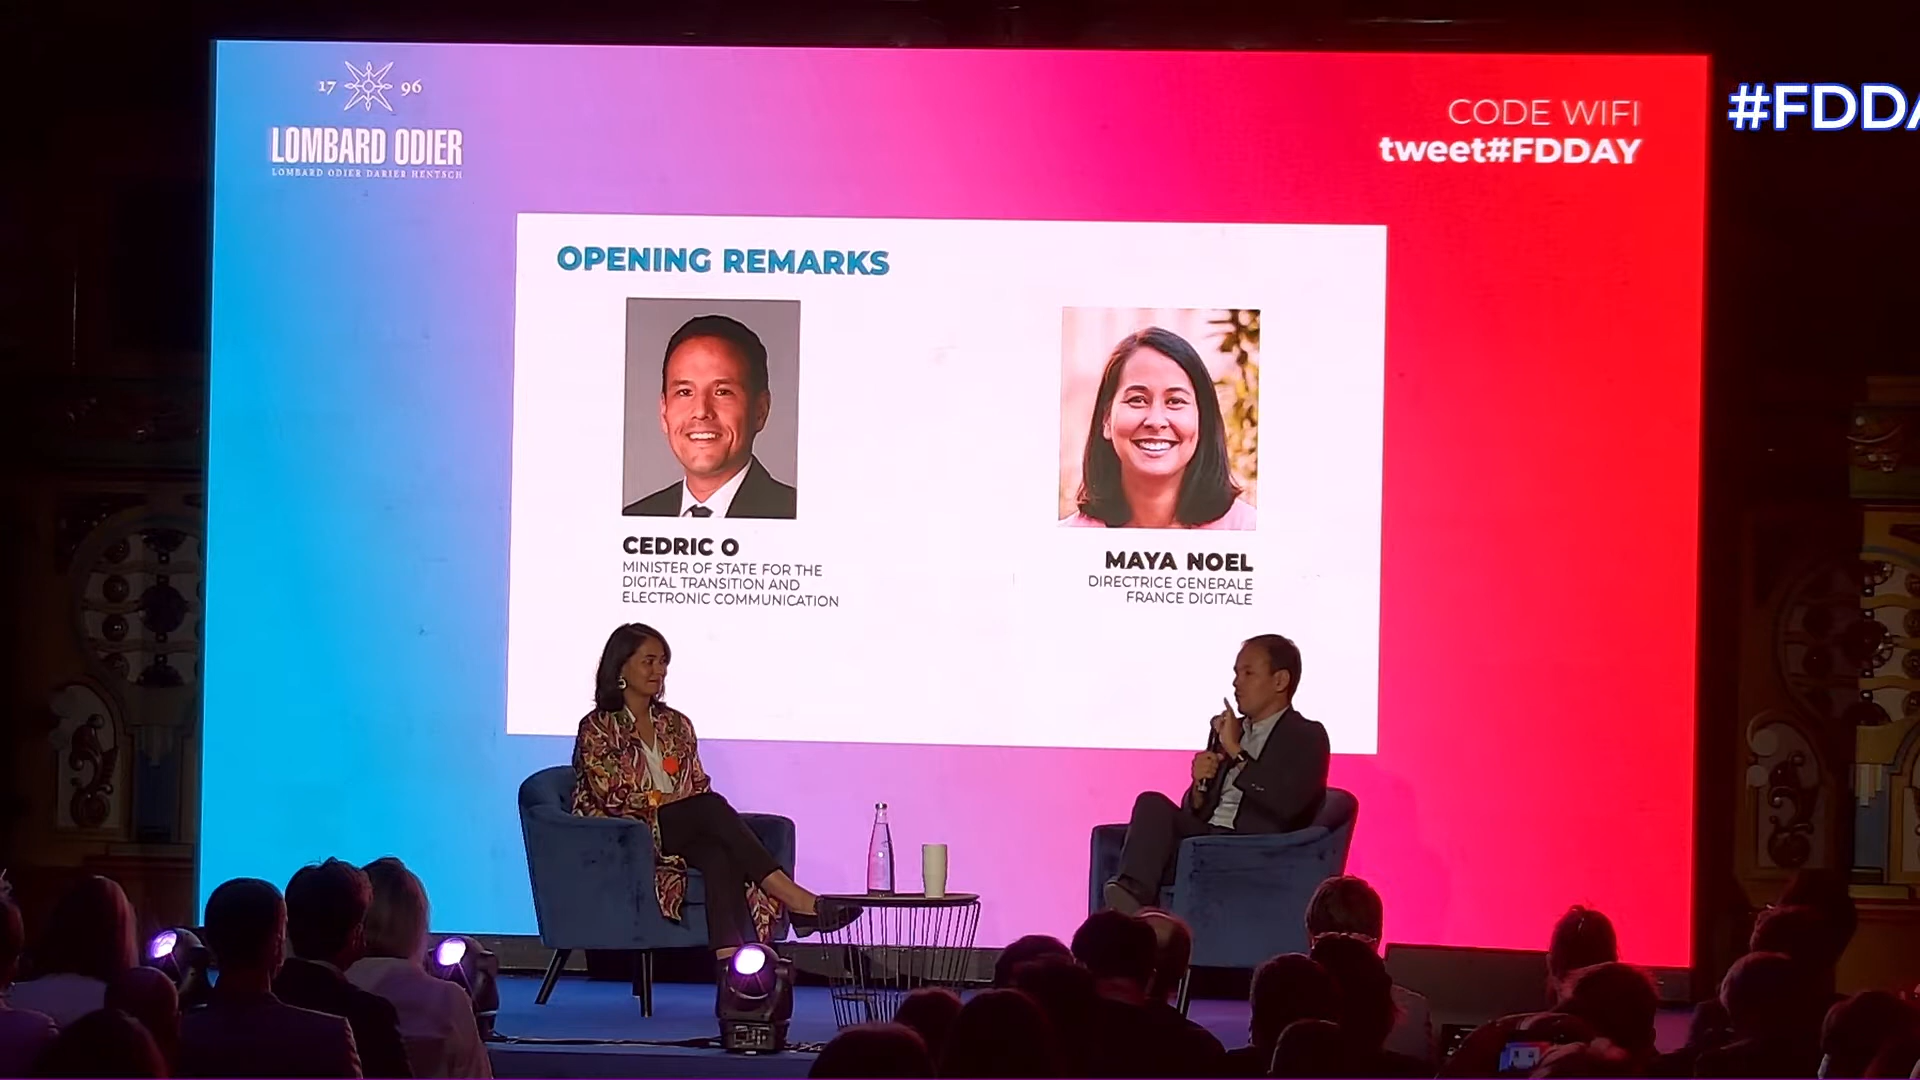 17 96
LOMBARD ODIER
LOMBARD ODIER DARIER HENTSCH
CODE WIFI
tweet#FDDAY
#FDDA
OPENING REMARKS
CEDRIC O
MINISTER OF STATE FOR THE
DIGITAL TRANSITION AND
ELECTRONIC COMMUNICATION
MAYA NOEL
DIRECTRICE GENERALE
FRANCE DIGITALE